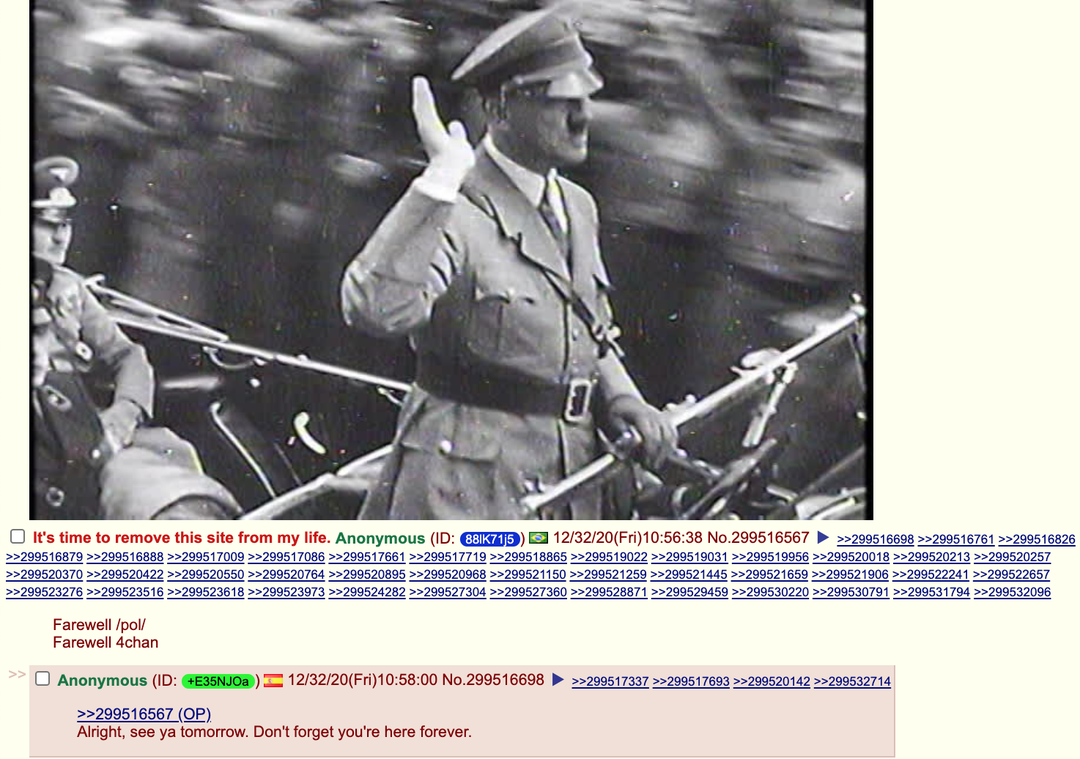 It's time to remove this site from my life. Anonymous (ID: 88lK71j5) 12/32/20(Fri)10:56:38 No.299516567 ▶ >>299516698 >>299516761 >>299516826
>>299516879 >>299516888 >>299517009 >>299517086 >>299517661 >>299517719 >>299518865 >>299519022 >>299519031 >>299519956 >>299520018 >>299520213 >>299520257
>>299520370 >>299520422 >>299520550 >>299520764 >>299520895 >>299520968 >>299521150 >>299521259 >>299521445 >>299521659 >>299521906 >>299522241 >>299522657
>>299523276 >>299523516 >>299523618 >>299523973 >>299524282 >>299527304 >>299527360 >>299528871 >>299529459 >>299530220 >>299530791 >>299531794 >>299532096
Farewell /pol/
Farewell 4chan
>> Anonymous (ID: +E35NJOa) 12/32/20(Fri)10:58:00 No.299516698 ▶ >>299517337 >>299517693 >>299520142 >>299532714
>>299516567 (OP)
Alright, see ya tomorrow. Don't forget you're here forever.